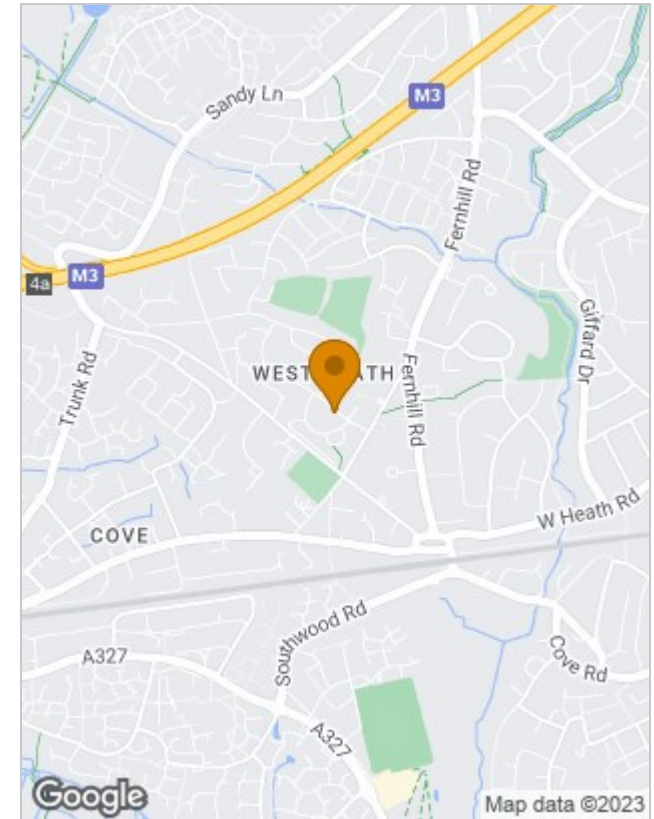 Sandy Ln
M3
Fernhill Rd
M3
4a
Giffard Dr
Trunk Rd
WEST
ATH
Fernhill Rd
W Heath Rd
COVE
Southwood Rd
Cove Rd
A327
A327
Google
Map data ©2023